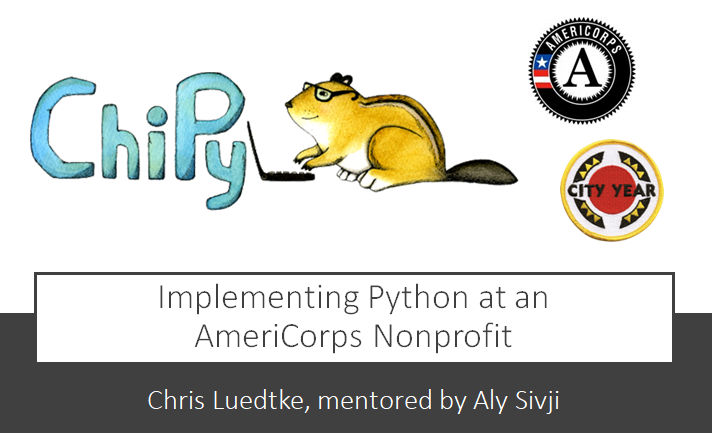 ChiPy
AMERICORPS
A
CITY YEAR
Implementing Python at an
AmeriCorps Nonprofit
Chris Luedtke, mentored by Aly Sivji